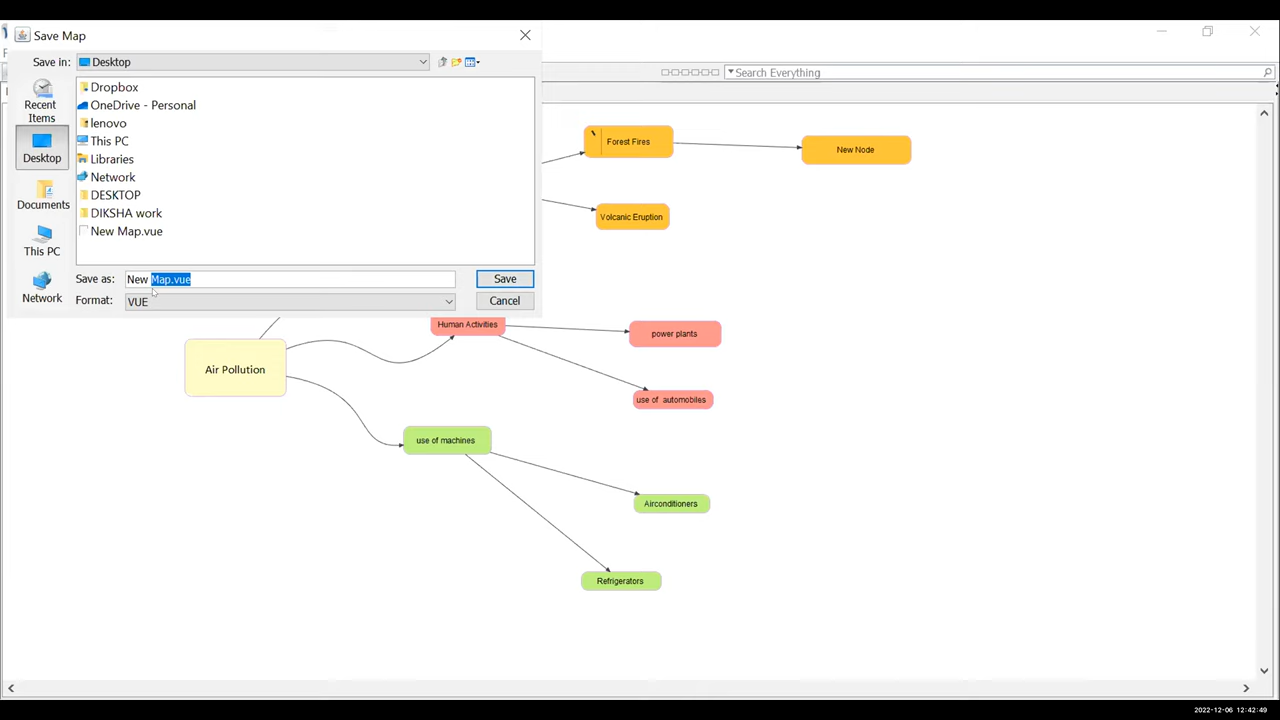 Save Map
Save in:
Desktop
Search Everything
Recent
Items
Desktop
Documents
This PC
Network
Dropbox
OneDrive - Personal
lenovo
This PC
Libraries
Network
DESKTOP
DIKSHA work
New Map.vue
Save as:
New Map.vue
Save
Format:
VUE
Cancel
Forest Fires
New Node
Volcanic Eruption
Human Activities
power plants
Air Pollution
use of automobiles
use of machines
Airconditioners
Refrigerators
2022-12-06 12:42:49